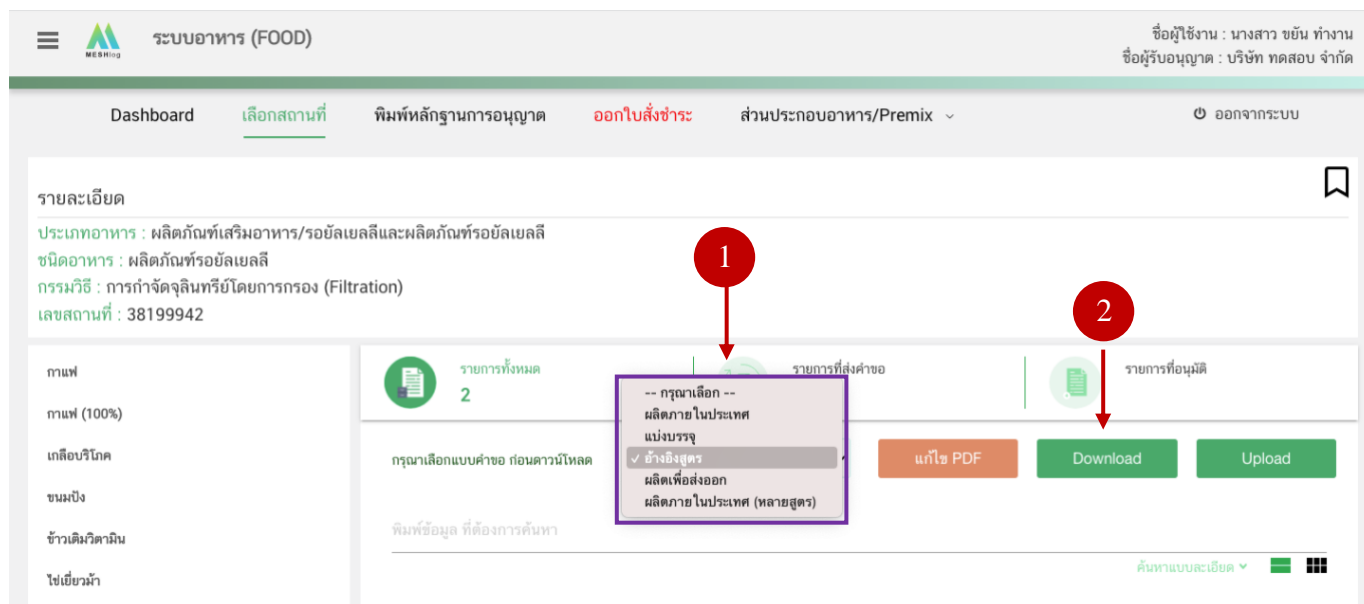 MESHlog
ระบบอาหาร (FOOD)
ชื่อผู้ใช้งาน : นางสาว ขยัน ทำงาน
ชื่อผู้รับอนุญาต : บริษัท ทดสอบ จำกัด
Dashboard เลือกสถานที่ พิมพ์หลักฐานการอนุญาต ออกใบสั่งชำระ ส่วนประกอบอาหาร/Premix ออกจากระบบ
รายละเอียด
ประเภทอาหาร : ผลิตภัณฑ์เสริมอาหาร/รอยัลเยลลีและผลิตภัณฑ์รอยัลเยลลี
ชนิดอาหาร : ผลิตภัณฑ์รอยัลเยลลี
กรรมวิธี : การกำจัดจุลินทรีย์โดยการกรอง (Filtration)
เลขสถานที่ : 38199942
1
2
กาแฟ
กาแฟ (100%)
เกลือบริโภค
ขนมปัง
ข้าวเติมวิตามิน
ไข่เยี่ยวม้า
รายการทั้งหมด
2
รายการที่ส่งคำขอ
รายการที่อนุมัติ
กรุณาเลือกแบบคำขอ ก่อนดาวน์โหลด
-- กรุณาเลือก --
ผลิตภายในประเทศ
แบ่งบรรจุ
✓ อ้างอิงสูตร
ผลิตเพื่อส่งออก
ผลิตภายในประเทศ (หลายสูตร)
แก้ไข PDF
Download
Upload
พิมพ์ข้อมูล ที่ต้องการค้นหา
ค้นหาแบบละเอียด